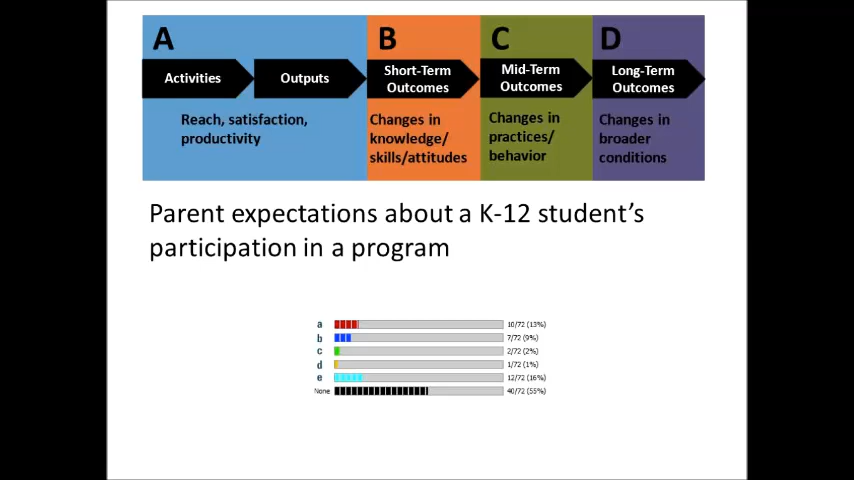 A B C D
Activities Outputs Short-Term Outcomes Mid-Term Outcomes Long-Term Outcomes
Reach, satisfaction,
productivity
Changes in
knowledge/
skills/attitudes
Changes in
practices/
behavior
Changes in
broader
conditions
Parent expectations about a K-12 student’s
participation in a program
a 10/72 (13%)
b 7/72 (9%)
c 2/72 (2%)
d 1/72 (1%)
e 12/72 (16%)
None 40/72 (55%)